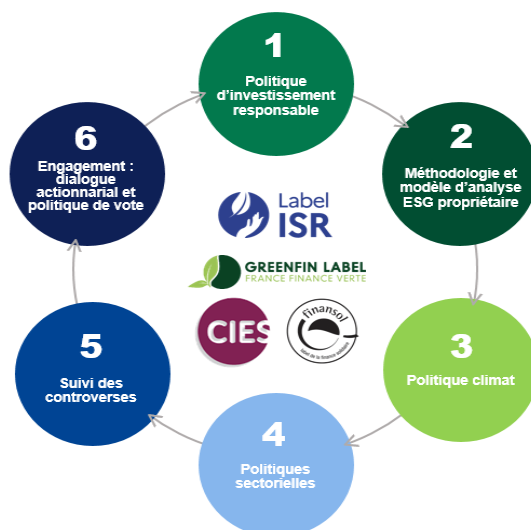 1
Politique
d'investissement
responsable
2
Méthodologie et
modèle d'analyse
ESG propriétaire
3
Politique climat
4
Politiques
sectorielles
5
Suivi des
controverses
6
Engagement :
dialogue
actionnarial et
politique de vote
Label
ISR
GREENFIN LABEL
FRANCE FINANCE VERTE
CIES
finansol